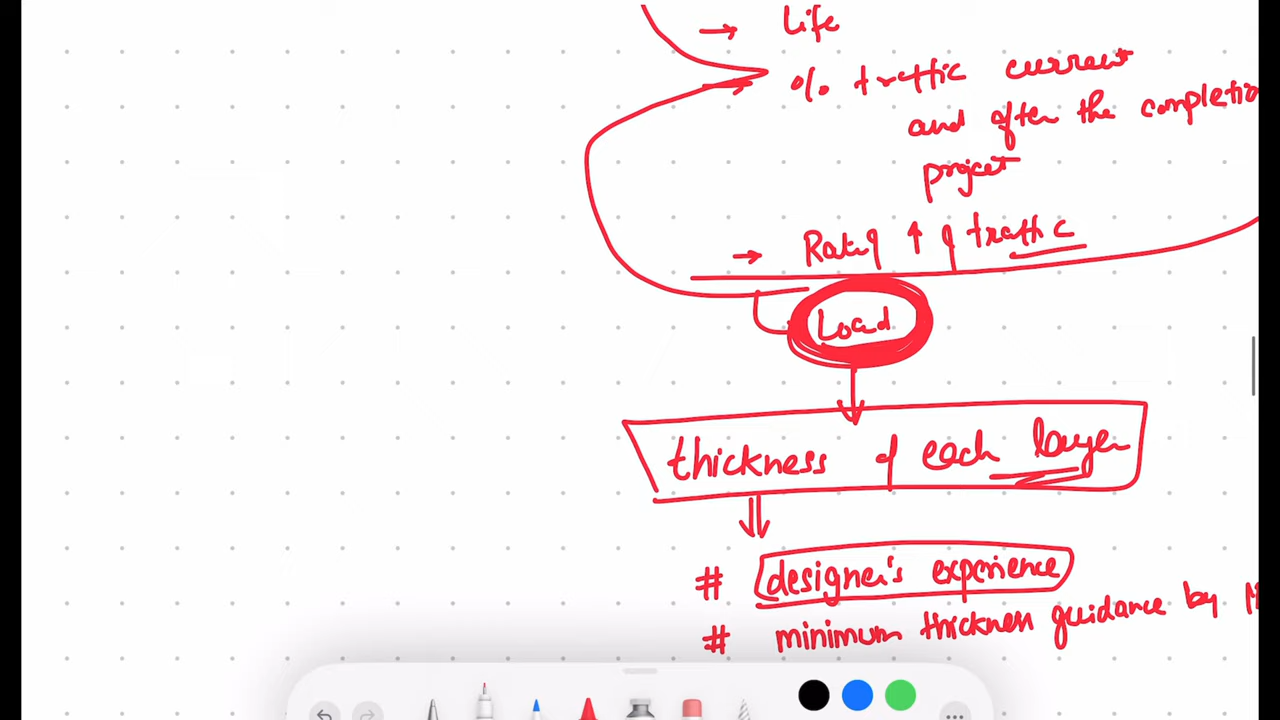 → Life
→ % traffic current
and after the completio
project
→ Rate of ↑ of traffic
Load
thickness of each layer
# designer's experience
# minimum thickness guidance by M